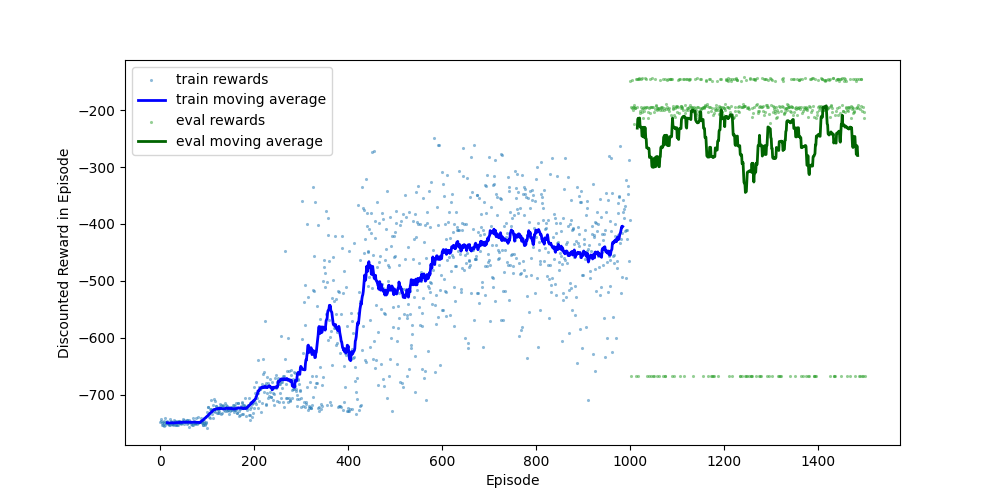 train rewards
train moving average
eval rewards
eval moving average
Discounted Reward in Episode
−200
−300
−400
−500
−600
−700
0 200 400 600 800 1000 1200 1400
Episode